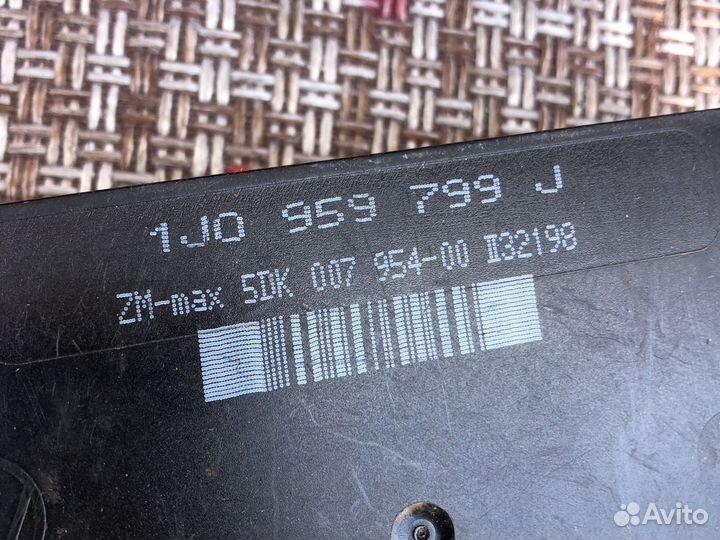 1J0 959 799 J
ZM-max 5DK 007 954-00 II32198
Avito